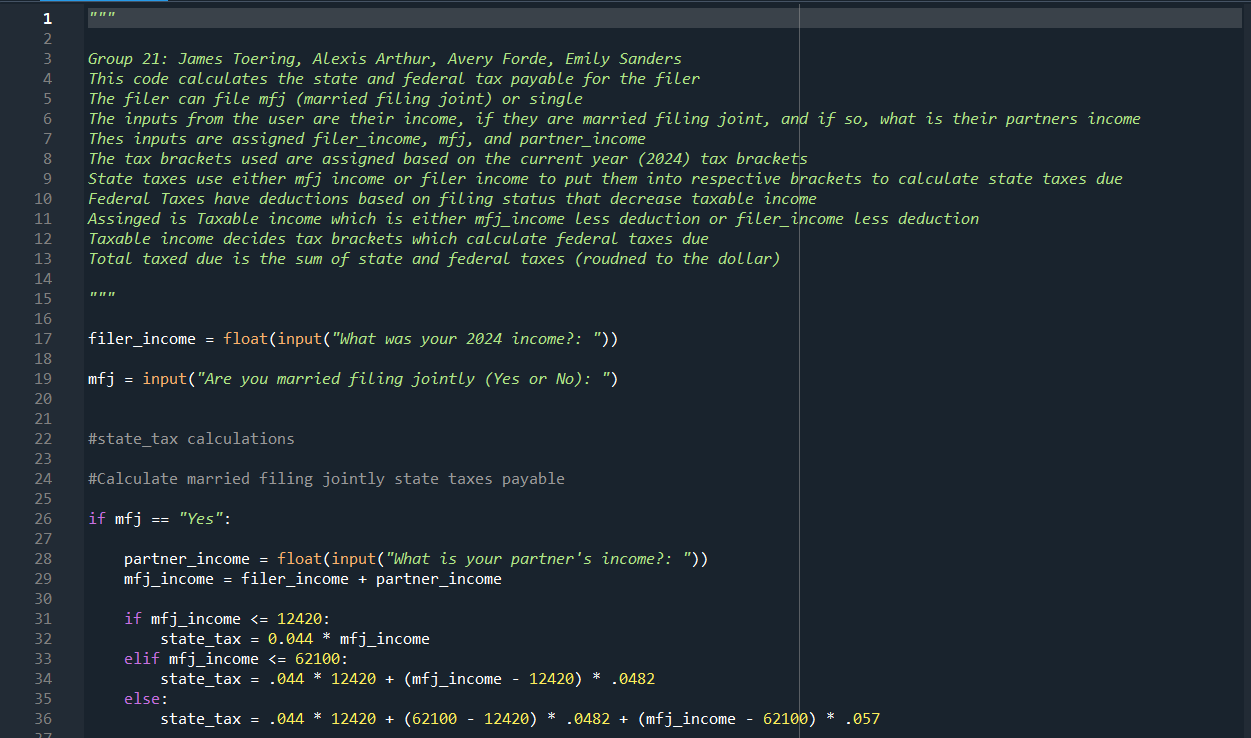 1 """
2
3 Group 21: James Toering, Alexis Arthur, Avery Forde, Emily Sanders
4 This code calculates the state and federal tax payable for the filer
5 The filer can file mfj (married filing joint) or single
6 The inputs from the user are their income, if they are married filing joint, and if so, what is their partners income
7 Thes inputs are assigned filer_income, mfj, and partner_income
8 The tax brackets used are assigned based on the current year (2024) tax brackets
9 State taxes use either mfj income or filer income to put them into respective brackets to calculate state taxes due
10 Federal Taxes have deductions based on filing status that decrease taxable income
11 Assinged is Taxable income which is either mfj_income less deduction or filer_income less deduction
12 Taxable income decides tax brackets which calculate federal taxes due
13 Total taxed due is the sum of state and federal taxes (roudned to the dollar)
14
15 """
16
17 filer_income = float(input("What was your 2024 income?: "))
18
19 mfj = input("Are you married filing jointly (Yes or No): ")
20
21
22 #state_tax calculations
23
24 #Calculate married filing jointly state taxes payable
25
26 if mfj == "Yes":
27
28     partner_income = float(input("What is your partner's income?: "))
29     mfj_income = filer_income + partner_income
30
31     if mfj_income <= 12420:
32         state_tax = 0.044 * mfj_income
33     elif mfj_income <= 62100:
34         state_tax = .044 * 12420 + (mfj_income - 12420) * .0482
35     else:
36         state_tax = .044 * 12420 + (62100 - 12420) * .0482 + (mfj_income - 62100) * .057
37